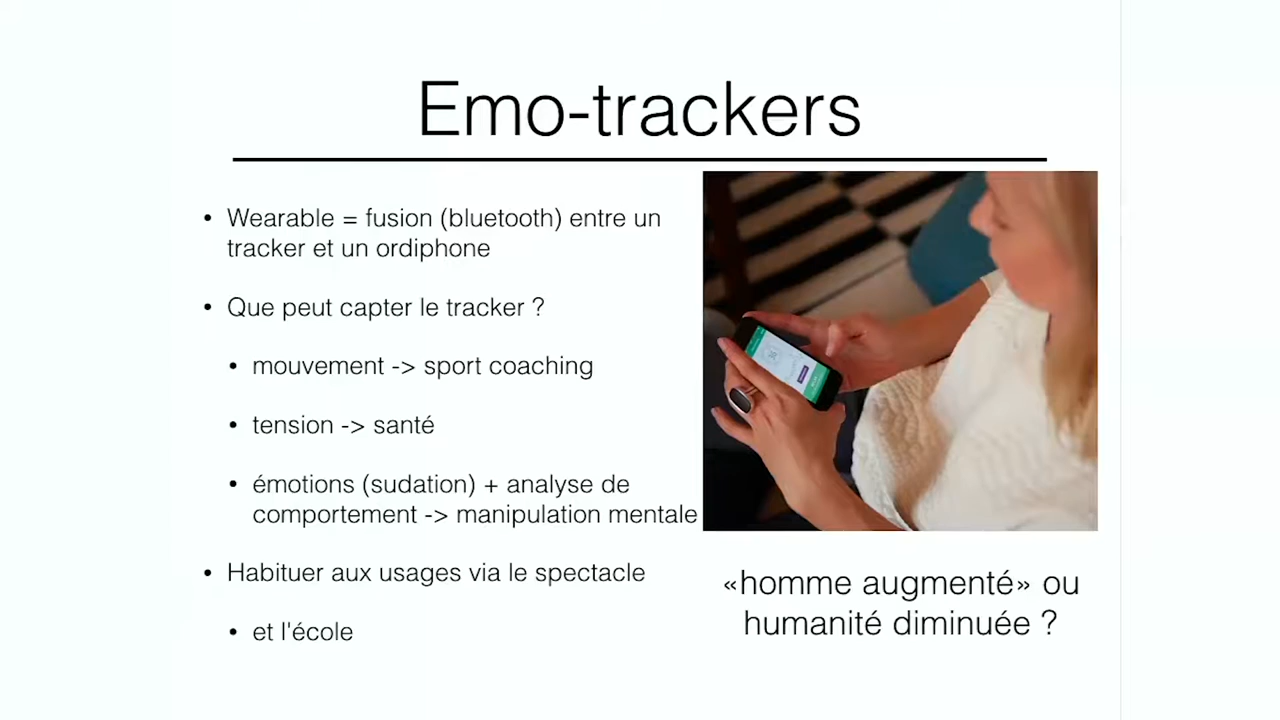 Emo-trackers
• Wearable = fusion (bluetooth) entre un
tracker et un ordiphone
• Que peut capter le tracker ?
• mouvement -> sport coaching
• tension -> santé
• émotions (sudation) + analyse de
comportement -> manipulation mentale
• Habituer aux usages via le spectacle
• et l'école
«homme augmenté» ou
humanité diminuée ?